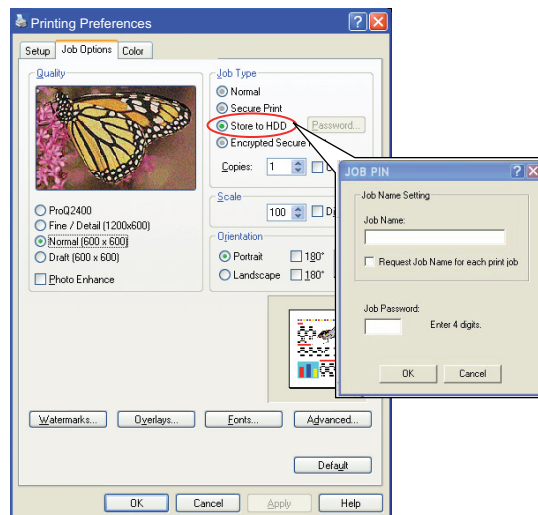 Printing Preferences
Setup Job Options Color
Quality
ProQ2400
Fine / Detail (1200x600)
Normal (600 x 600)
Draft (600 x 600)
Photo Enhance
Job Type
Normal
Secure Print
Store to HDD Password...
Encrypted Secure
Copies: 1
Scale
100
Orientation
Portrait 180°
Landscape 180°
JOB PIN
Job Name Setting
Job Name:
Request Job Name for each print job
Job Password:
Enter 4 digits.
OK Cancel
Watermarks... Overlays... Fonts... Advanced...
Default
OK Cancel Apply Help